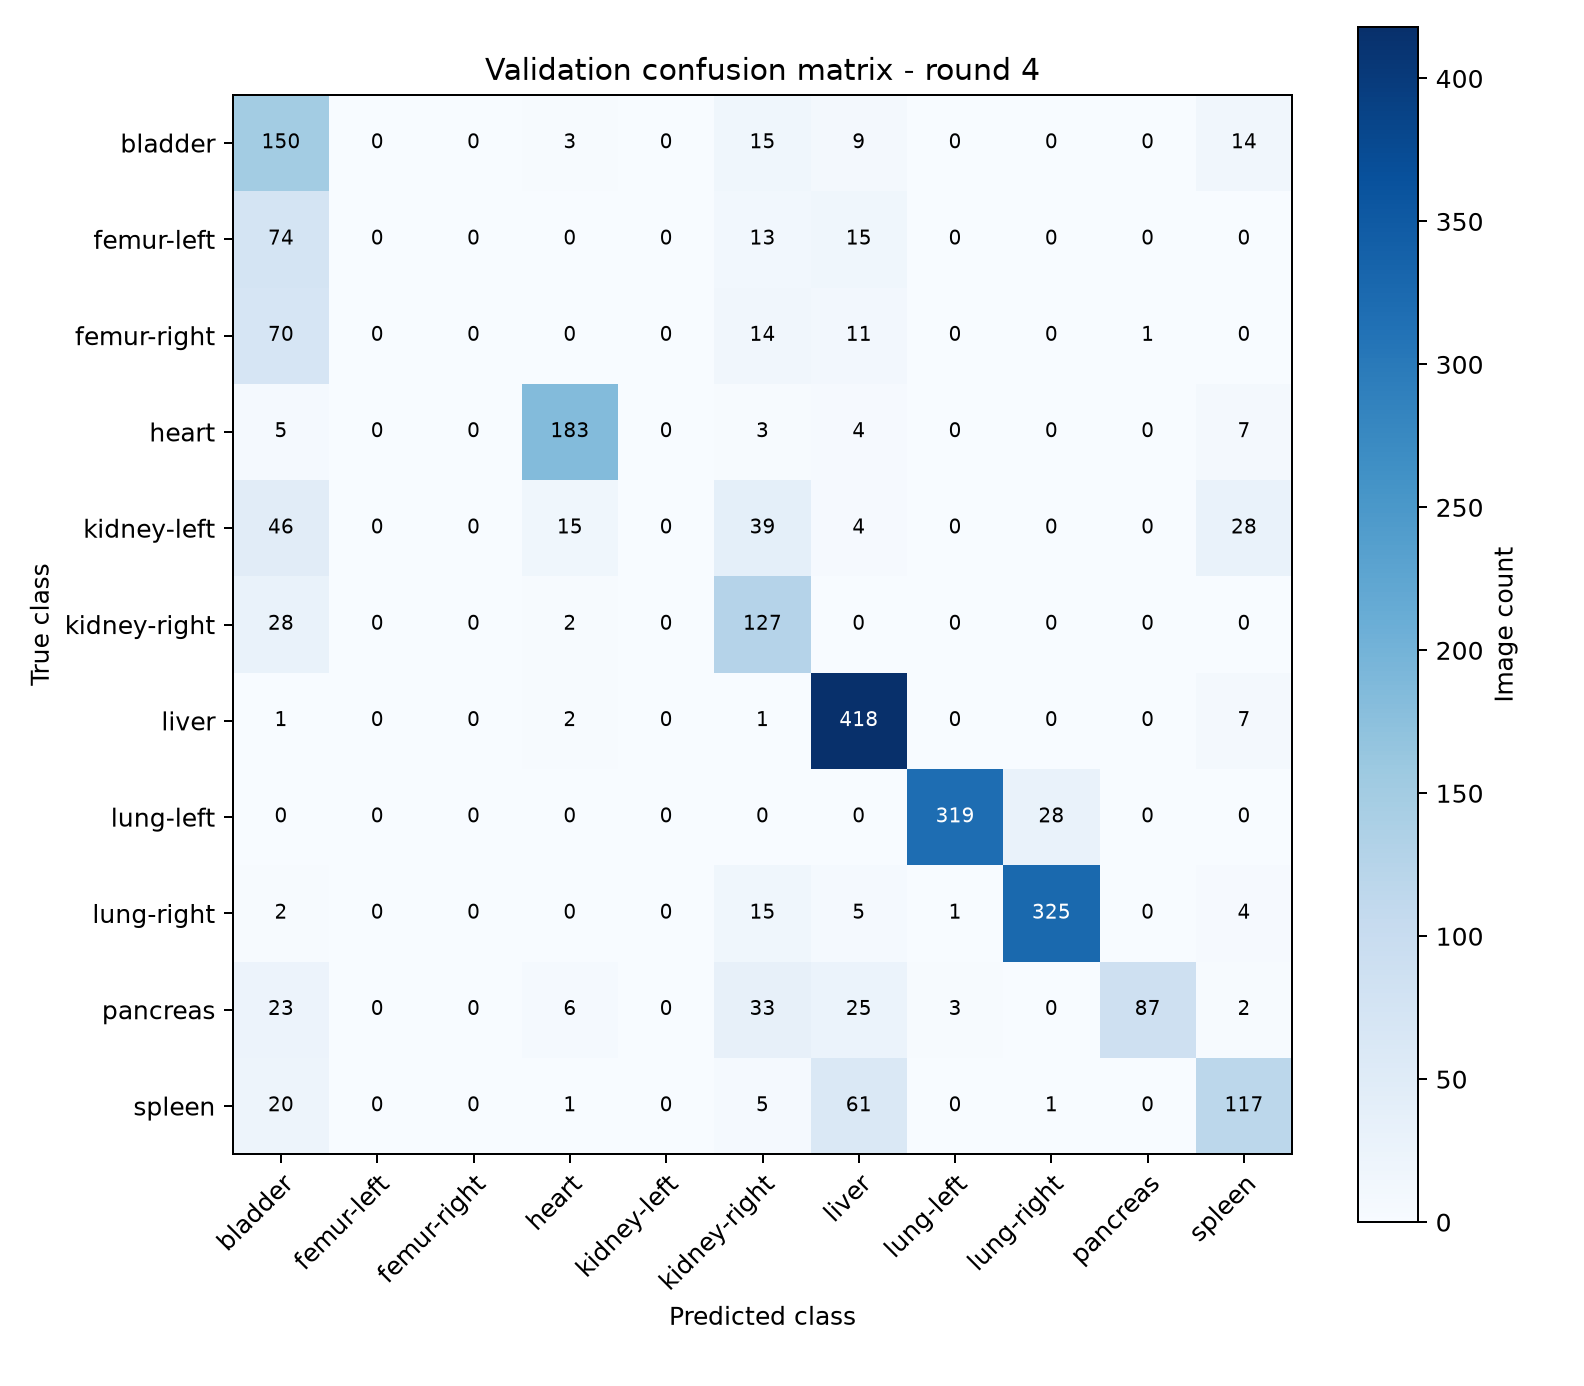 Validation confusion matrix - round 4
bladder 150 0 0 3 0 15 9 0 0 0 14
femur-left 74 0 0 0 0 13 15 0 0 0 0
femur-right 70 0 0 0 0 14 11 0 0 1 0
heart 5 0 0 183 0 3 4 0 0 0 7
kidney-left 46 0 0 15 0 39 4 0 0 0 28
kidney-right 28 0 0 2 0 127 0 0 0 0 0
liver 1 0 0 2 0 1 418 0 0 0 7
lung-left 0 0 0 0 0 0 0 319 28 0 0
lung-right 2 0 0 0 0 15 5 1 325 0 4
pancreas 23 0 0 6 0 33 25 3 0 87 2
spleen 20 0 0 1 0 5 61 0 1 0 117
True class
bladder femur-left femur-right heart kidney-left kidney-right liver lung-left lung-right pancreas spleen
Predicted class
400
350
300
250
200
150
100
50
0
Image count